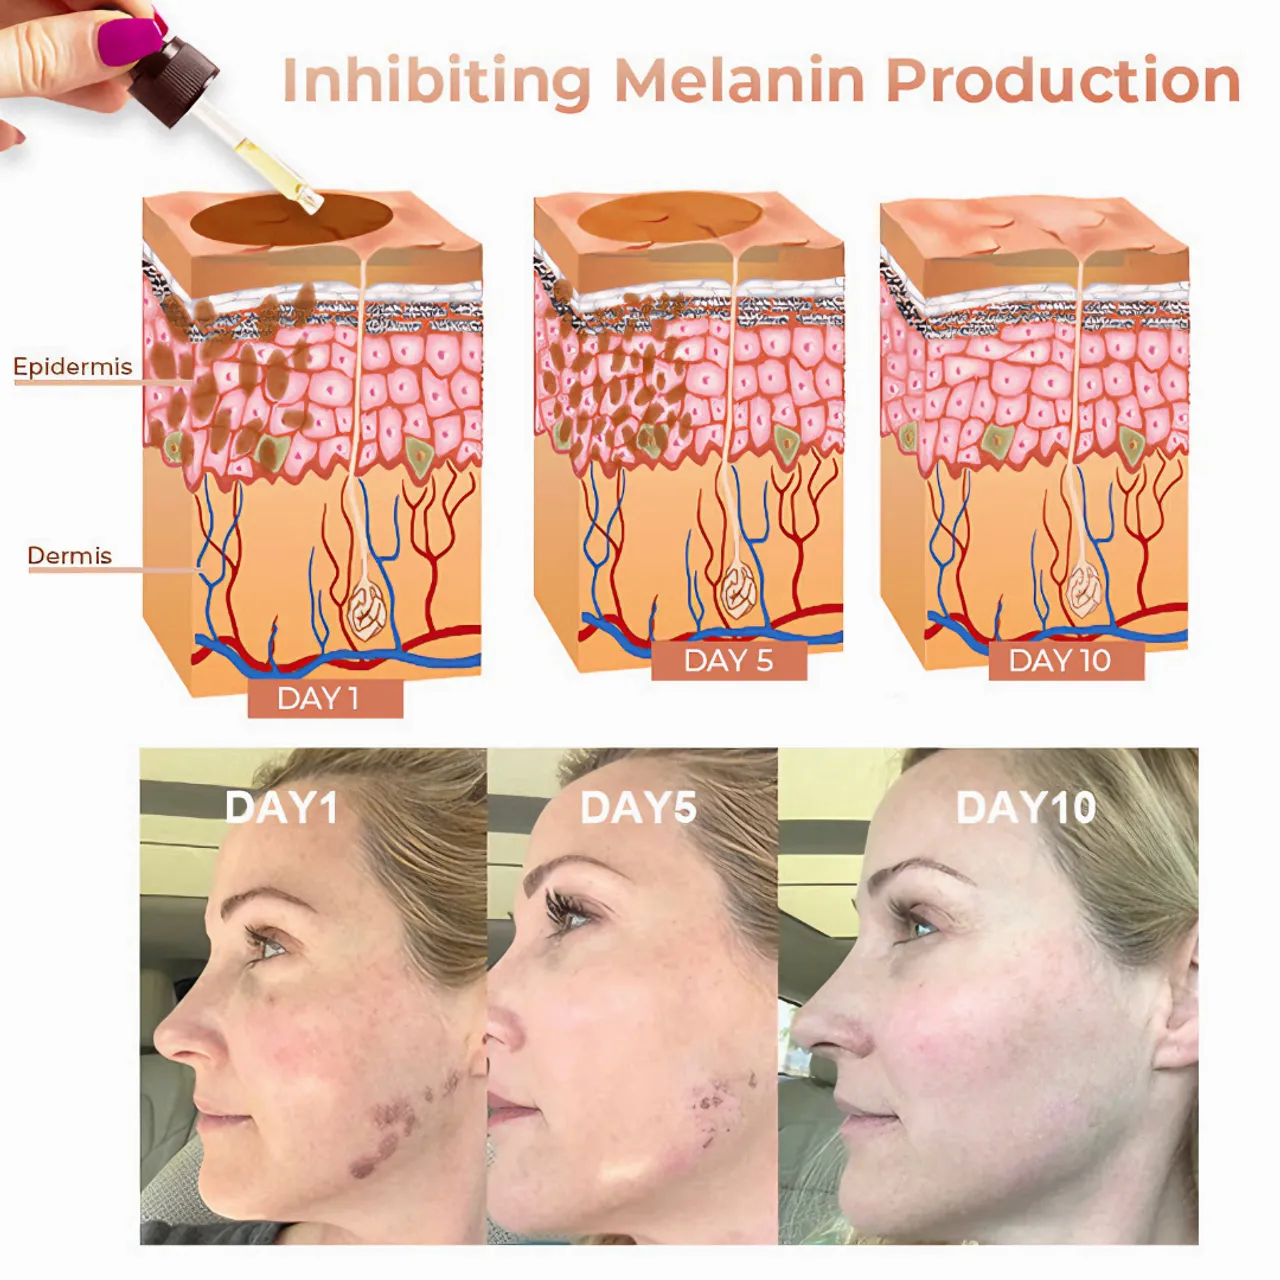 Inhibiting Melanin Production
Epidermis
Dermis
DAY 1
DAY 5
DAY 10
DAY1
DAY5
DAY10